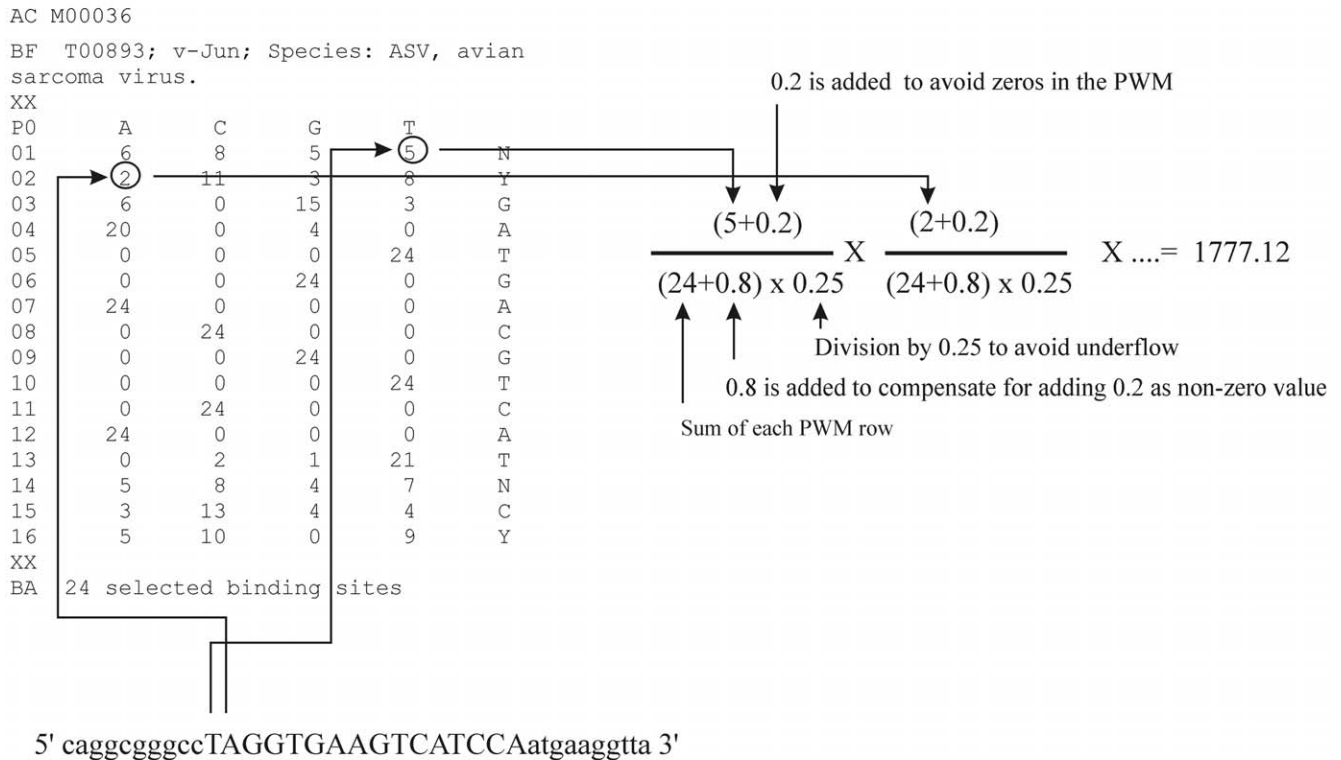 AC M00036
BF T00893; v-Jun; Species: ASV, avian
sarcoma virus.
XX
P0 A C G T
01 6 8 5 5 N
02 2 11 3 8 Y
03 6 0 15 3 G
04 20 0 4 0 A
05 0 0 0 24 T
06 0 0 24 0 G
07 24 0 0 0 A
08 0 24 0 0 C
09 0 0 24 0 G
10 0 0 0 24 T
11 0 24 0 0 C
12 24 0 0 0 A
13 0 2 1 21 T
14 5 8 4 7 N
15 3 13 4 4 C
16 5 10 0 9 Y
XX
BA 24 selected binding sites
0.2 is added to avoid zeros in the PWM
(5+0.2) (2+0.2)
X X ....= 1777.12
(24+0.8) x 0.25 (24+0.8) x 0.25
Division by 0.25 to avoid underflow
0.8 is added to compensate for adding 0.2 as non-zero value
Sum of each PWM row
5' caggcgggccTAGGTGAAGTCATCCAatgaaggtta 3'